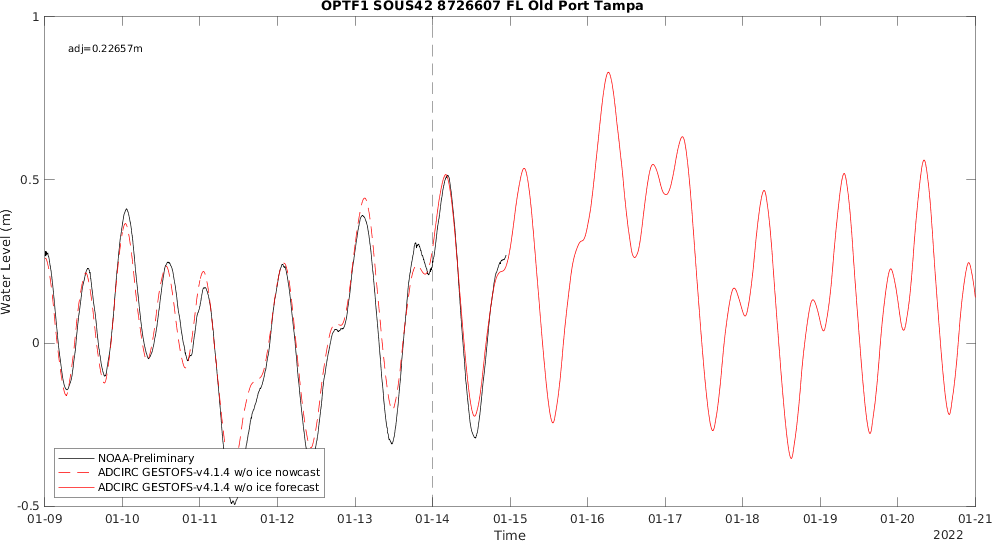 OPTF1 SOUS42 8726607 FL Old Port Tampa
adj=0.22657m
Water Level (m)
1
0.5
0
-0.5
NOAA-Preliminary
ADCIRC GESTOFS-v4.1.4 w/o ice nowcast
ADCIRC GESTOFS-v4.1.4 w/o ice forecast
01-09 01-10 01-11 01-12 01-13 01-14 01-15 01-16 01-17 01-18 01-19 01-20 01-21
Time
2022